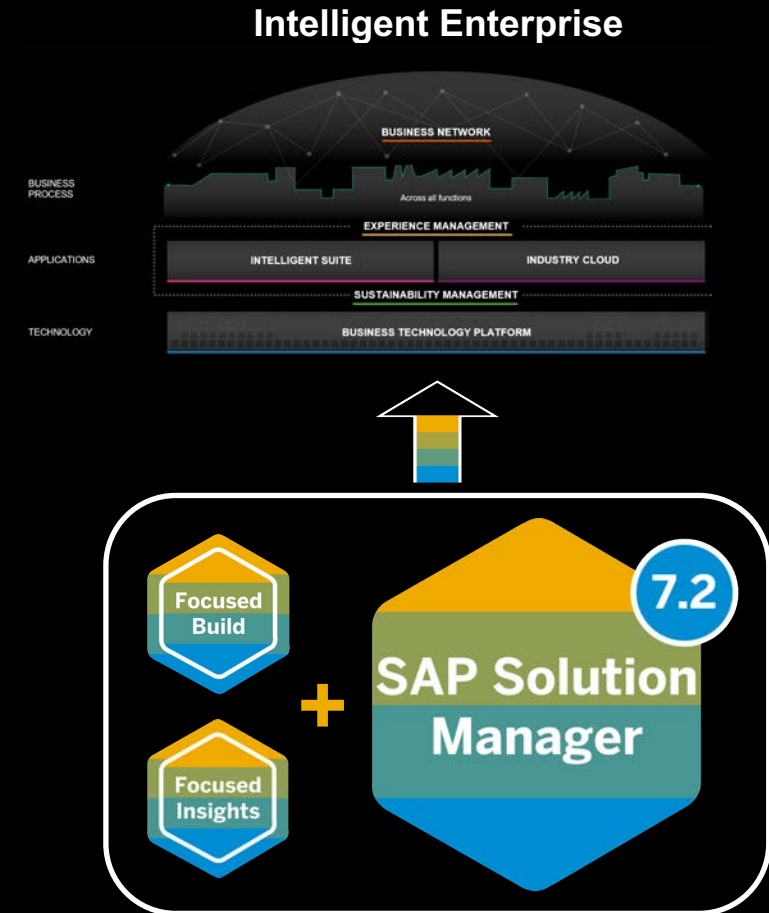 Intelligent Enterprise
BUSINESS NETWORK
BUSINESS
PROCESS
Across all functions
EXPERIENCE MANAGEMENT
APPLICATIONS
INTELLIGENT SUITE
INDUSTRY CLOUD
SUSTAINABILITY MANAGEMENT
TECHNOLOGY
BUSINESS TECHNOLOGY PLATFORM
Focused
Build
7.2
SAP Solution
Manager
Focused
Insights